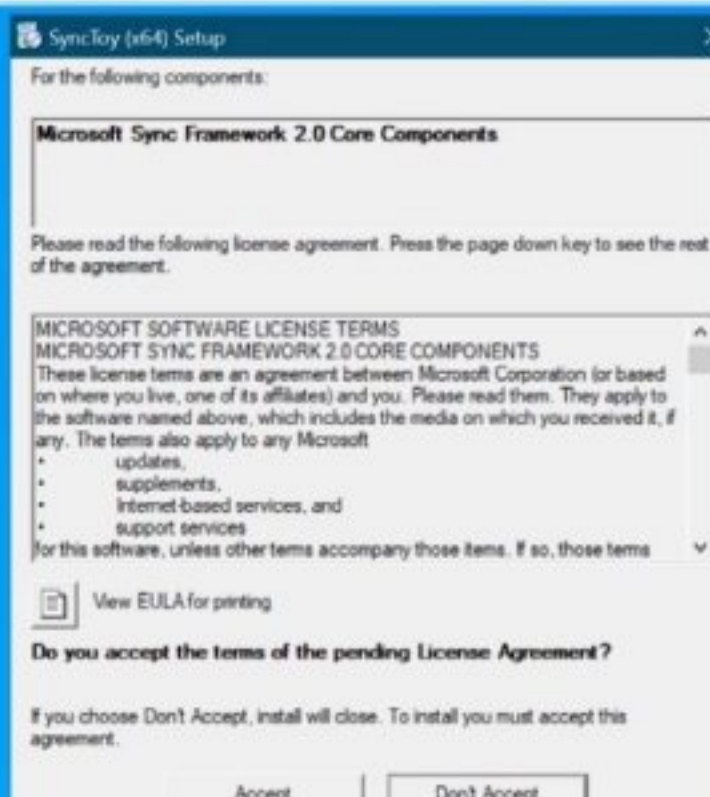 SyncToy (x64) Setup
For the following components:
Microsoft Sync Framework 2.0 Core Components
Please read the following license agreement. Press the page down key to see the rest
of the agreement.
MICROSOFT SOFTWARE LICENSE TERMS
MICROSOFT SYNC FRAMEWORK 2.0 CORE COMPONENTS
These license terms are an agreement between Microsoft Corporation (or based
on where you live, one of its affiliates) and you. Please read them. They apply to
the software named above, which includes the media on which you received it, if
any. The terms also apply to any Microsoft
• updates,
• supplements,
• Internet-based services, and
• support services
for this software, unless other terms accompany those items. If so, those terms
View EULA for printing
Do you accept the terms of the pending License Agreement?
If you choose Don't Accept, install will close. To install you must accept this
agreement.
Accept Don't Accept